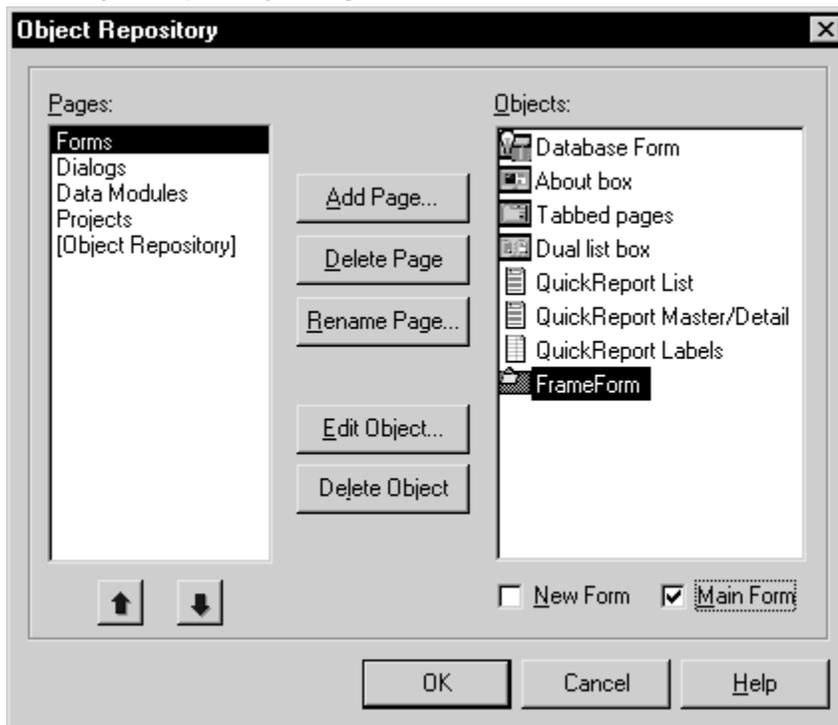 Object Repository
Pages:
Forms
Dialogs
Data Modules
Projects
[Object Repository]
Add Page...
Delete Page
Rename Page...
Edit Object...
Delete Object
Objects:
Database Form
About box
Tabbed pages
Dual list box
QuickReport List
QuickReport Master/Detail
QuickReport Labels
FrameForm
New Form
Main Form
OK
Cancel
Help